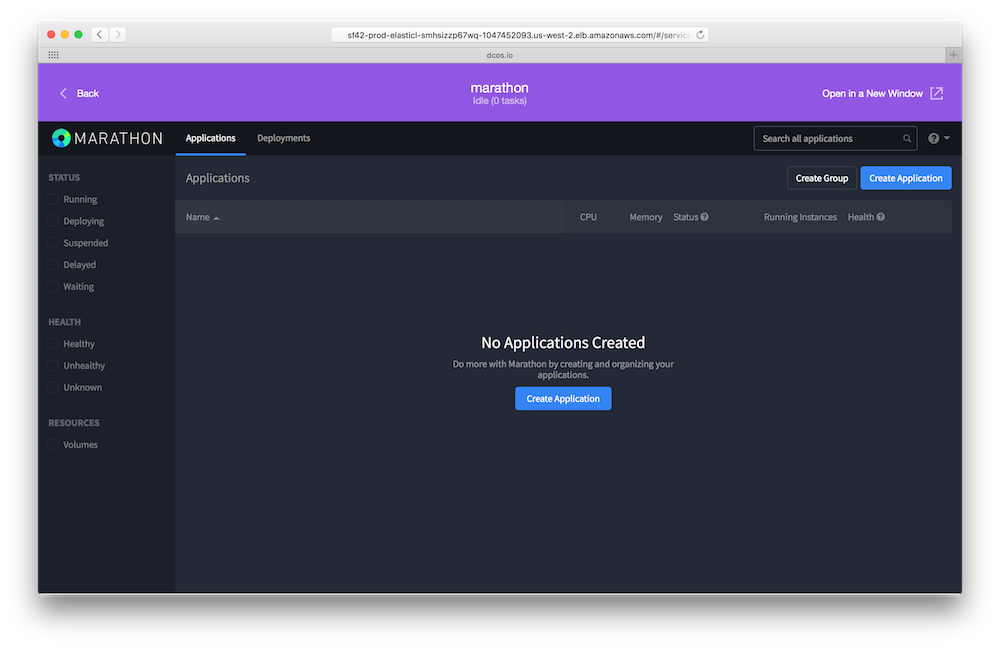 sf42-prod-elasticl-smhsizzp67wq-1047452093.us-west-2.elb.amazonaws.com/#/service
dcos.io
Back
marathon
Idle (0 tasks)
Open in a New Window
MARATHON
Applications
Deployments
Search all applications
STATUS
Running
Deploying
Suspended
Delayed
Waiting
HEALTH
Healthy
Unhealthy
Unknown
RESOURCES
Volumes
Applications
Create Group
Create Application
Name
CPU
Memory
Status
Running Instances
Health
No Applications Created
Do more with Marathon by creating and organizing your
applications.
Create Application